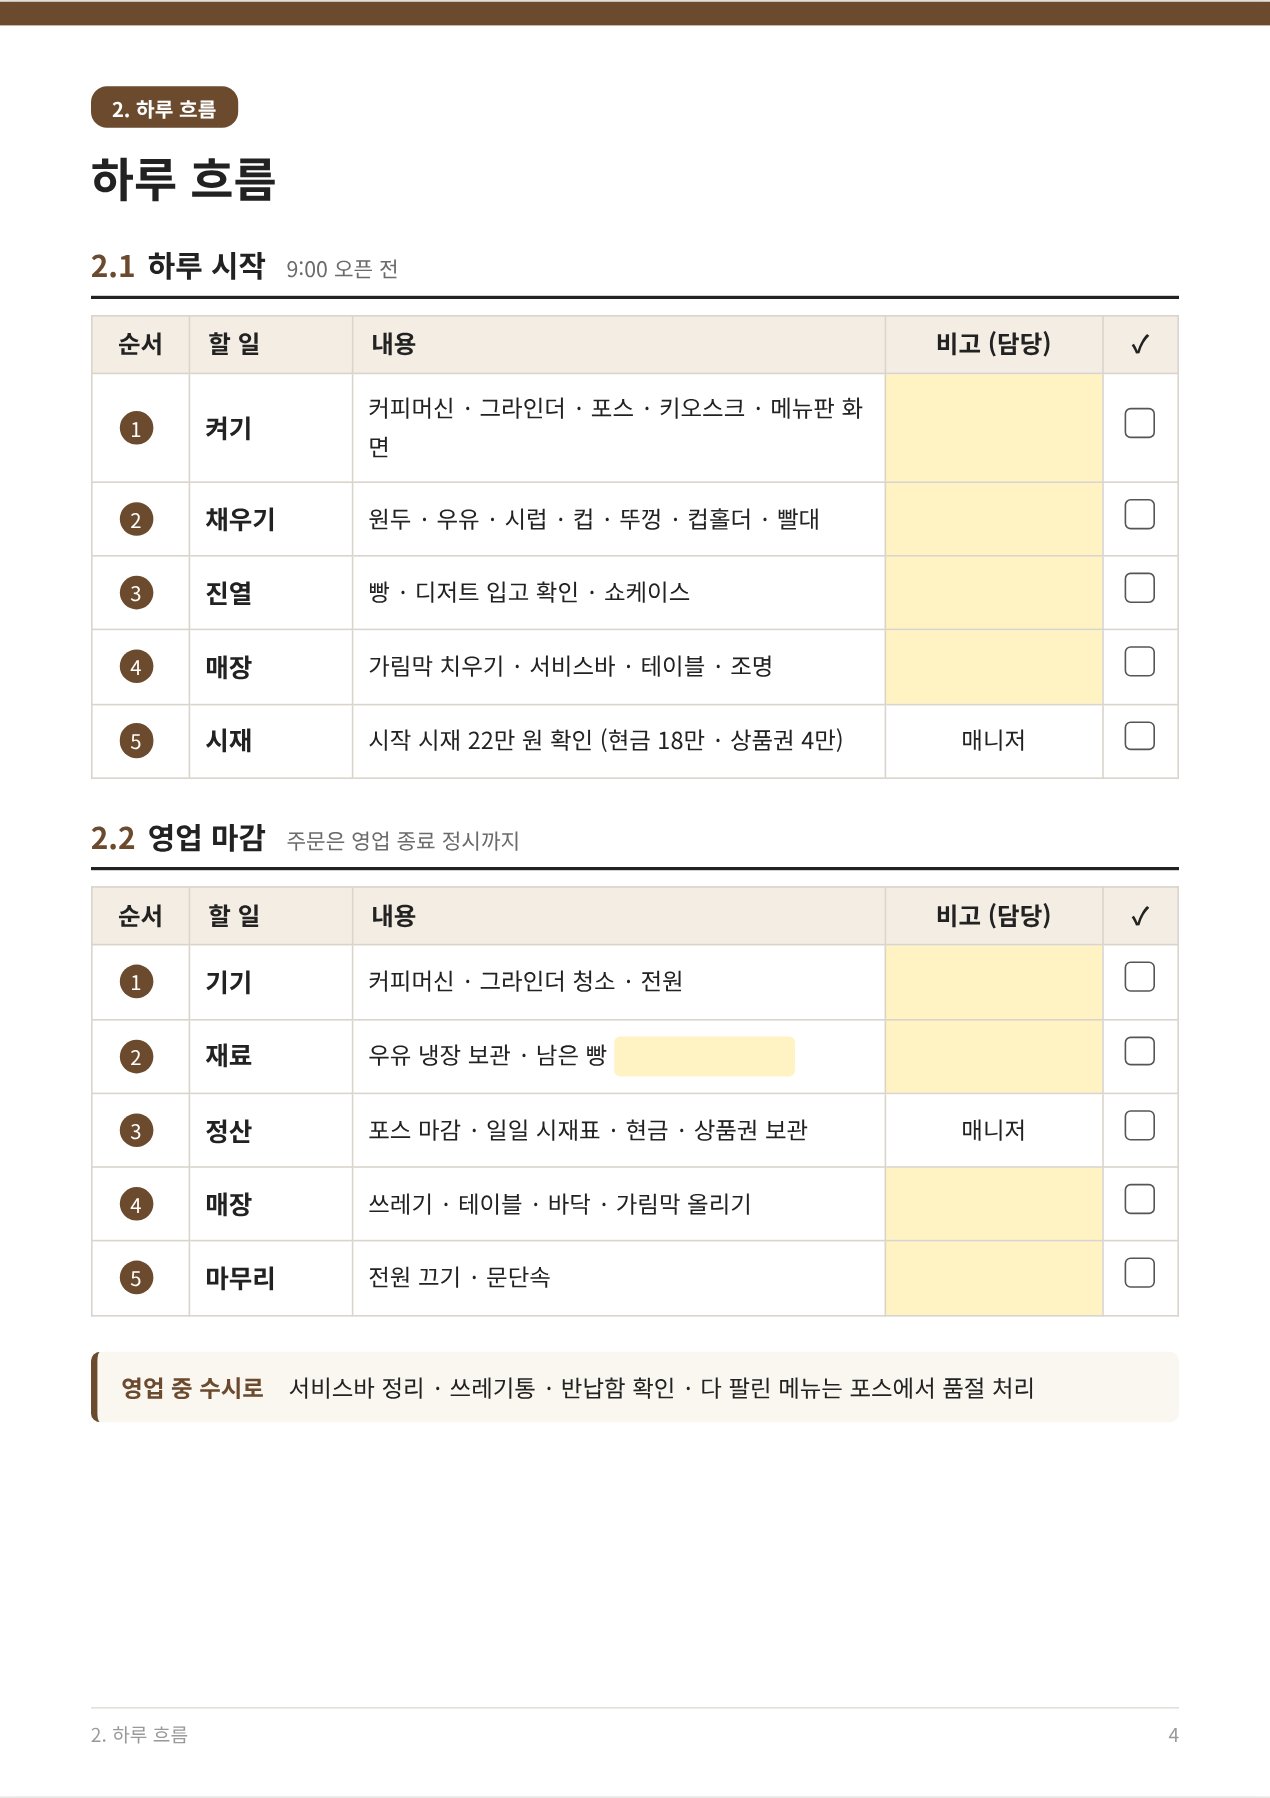 2. 하루 흐름
하루 흐름
2.1 하루 시작 9:00 오픈 전
순서 할 일 내용 비고 (담당) ✓
1 켜기 커피머신 · 그라인더 · 포스 · 키오스크 · 메뉴판 화
면
2 채우기 원두 · 우유 · 시럽 · 컵 · 뚜껑 · 컵홀더 · 빨대
3 진열 빵 · 디저트 입고 확인 · 쇼케이스
4 매장 가림막 치우기 · 서비스바 · 테이블 · 조명
5 시재 시작 시재 22만 원 확인 (현금 18만 · 상품권 4만) 매니저
2.2 영업 마감 주문은 영업 종료 정시까지
순서 할 일 내용 비고 (담당) ✓
1 기기 커피머신 · 그라인더 청소 · 전원
2 재료 우유 냉장 보관 · 남은 빵
3 정산 포스 마감 · 일일 시재표 · 현금 · 상품권 보관 매니저
4 매장 쓰레기 · 테이블 · 바닥 · 가림막 올리기
5 마무리 전원 끄기 · 문단속
영업 중 수시로 서비스바 정리 · 쓰레기통 · 반납함 확인 · 다 팔린 메뉴는 포스에서 품절 처리
2. 하루 흐름 4